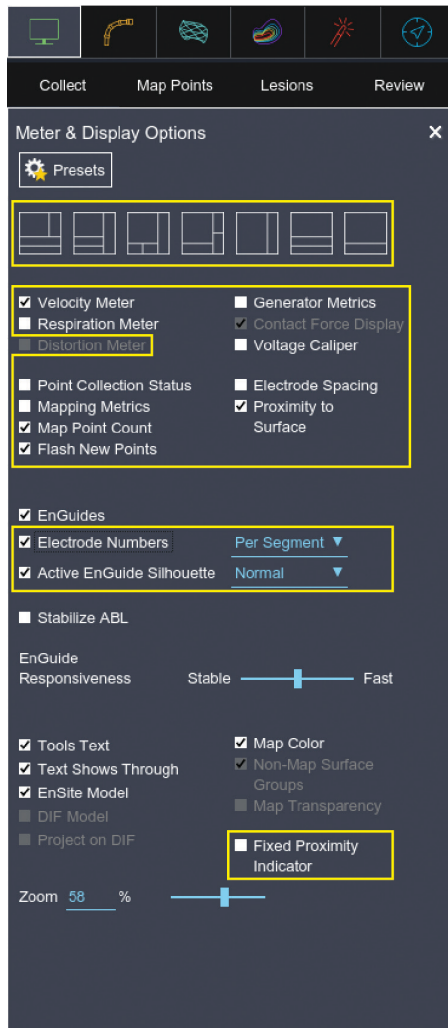 Collect Map Points Lesions Review
Meter & Display Options X
Presets
Velocity Meter Generator Metrics
Respiration Meter Contact Force Display
Distortion Meter Voltage Caliper
Point Collection Status Electrode Spacing
Mapping Metrics Proximity to
Map Point Count Surface
Flash New Points
EnGuides
Electrode Numbers Per Segment
Active EnGuide Silhouette Normal
Stabilize ABL
EnGuide
Responsiveness Stable Fast
Tools Text Map Color
Text Shows Through Non-Map Surface
EnSite Model Groups
DIF Model Map Transparency
Project on DIF Fixed Proximity
Indicator
Zoom 58 %